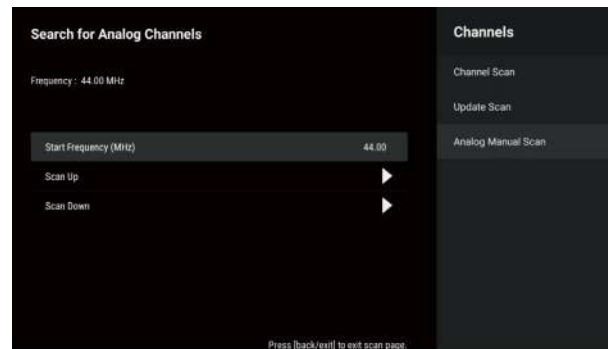 Search for Analog Channels
Frequency : 44.00 MHz
Start Frequency (MHz) 44.00
Scan Up
Scan Down
Press [back/exit] to exit scan page.
Channels
Channel Scan
Update Scan
Analog Manual Scan